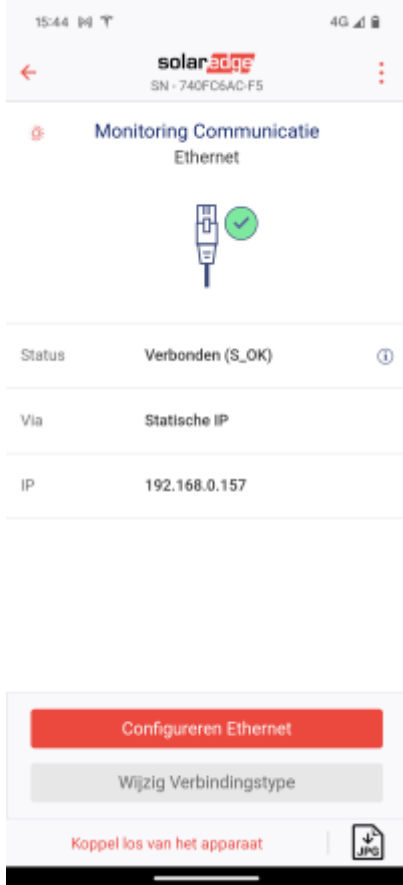 15:44 4G
solaredge
SN - 740FC6AC-F5
Monitoring Communicatie
Ethernet
Status Verbonden (S_OK)
Via Statische IP
IP 192.168.0.157
Configureren Ethernet
Wijzig Verbindingstype
Koppel los van het apparaat JPG